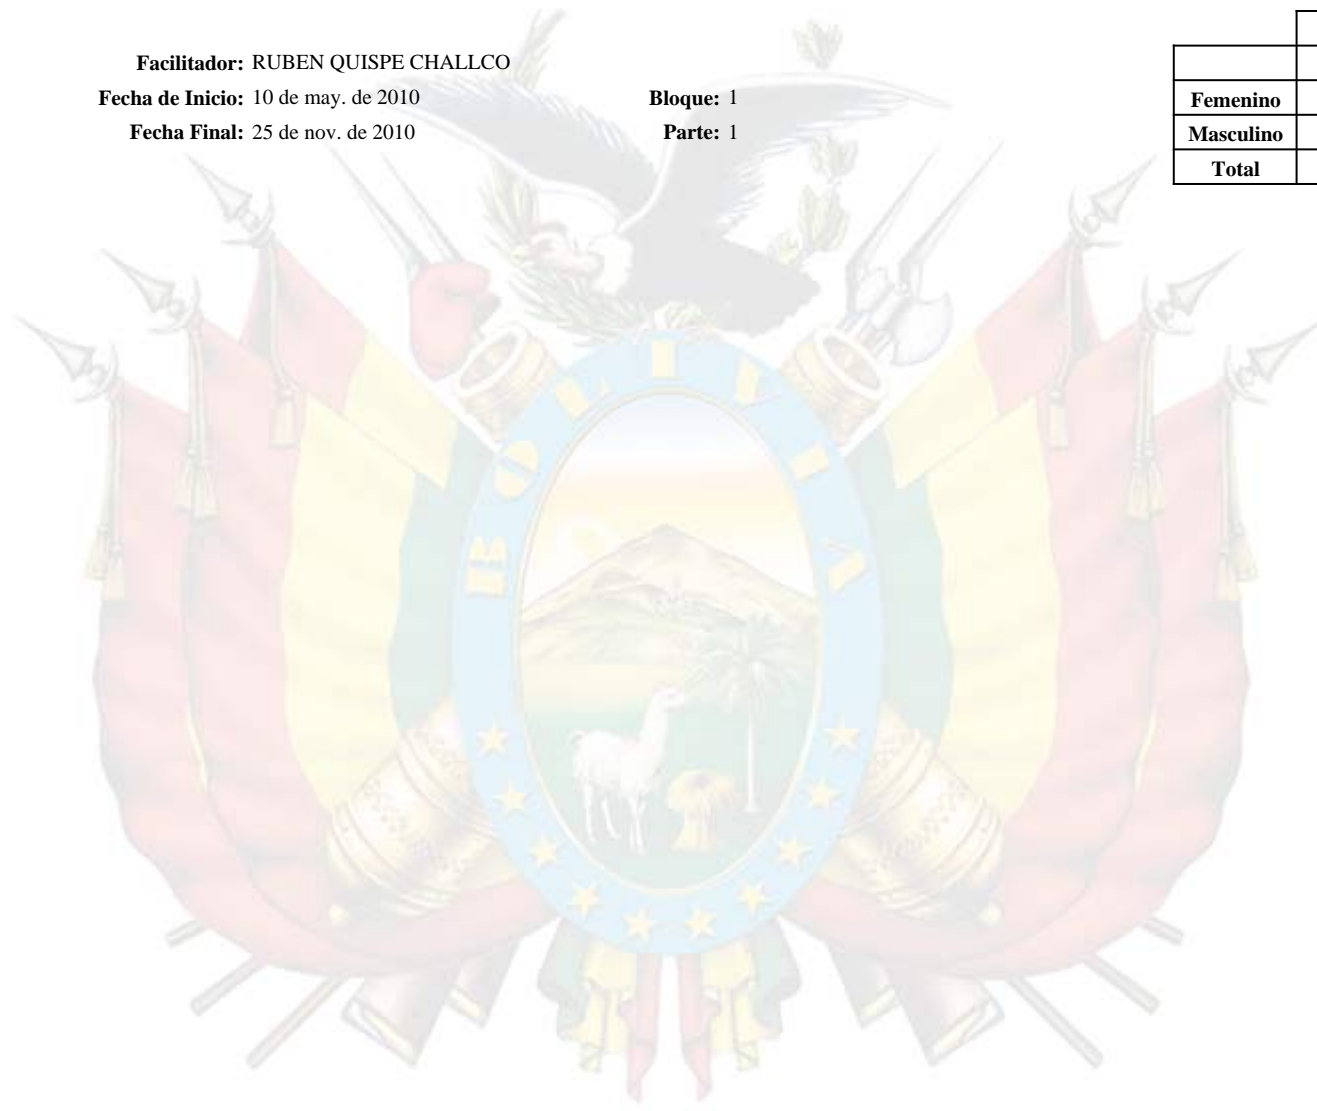 Facilitador: RUBEN QUISPE CHALLCO
Fecha de Inicio: 10 de may. de 2010 Bloque: 1
Fecha Final: 25 de nov. de 2010 Parte: 1
Femenino
Masculino
Total
BOLIVIA